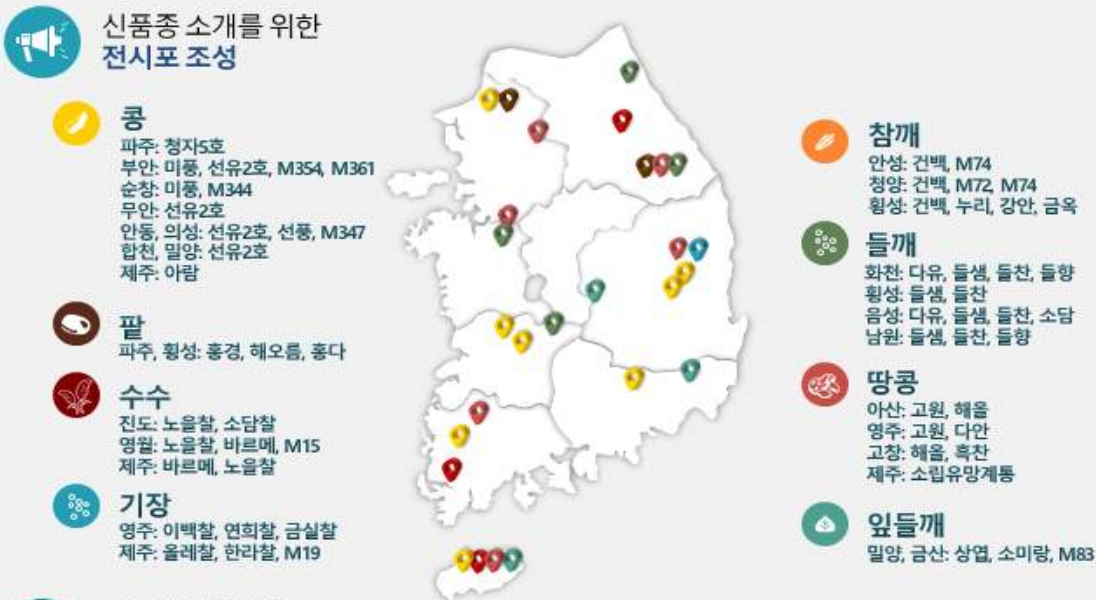 신품종 소개를 위한
전시포 조성
콩
파주: 청자5호
부안: 미풍, 선유2호, M354, M361
순창: 미풍, M344
무안: 선유2호
안동, 의성: 선유2호, 선풍, M347
합천, 밀양: 선유2호
제주: 아람
팥
파주, 횡성: 홍경, 해오름, 홍다
수수
진도: 노을찰, 소담찰
영월: 노을찰, 바르메, M15
제주: 바르메, 노을찰
기장
영주: 이백찰, 연희찰, 금실찰
제주: 올레찰, 한라찰, M19
참깨
안성: 건백, M74
청양: 건백, M72, M74
횡성: 건백, 누리, 강안, 금옥
들깨
화천: 다유, 들샘, 들찬, 들향
횡성: 들샘, 들찬
음성: 다유, 들샘, 들찬, 소담
남원: 들샘, 들찬, 들향
땅콩
아산: 고원, 해올
영주: 고원, 다안
고창: 해올, 흑찬
제주: 소립유망계통
잎들깨
밀양, 금산: 상엽, 소미랑, M83